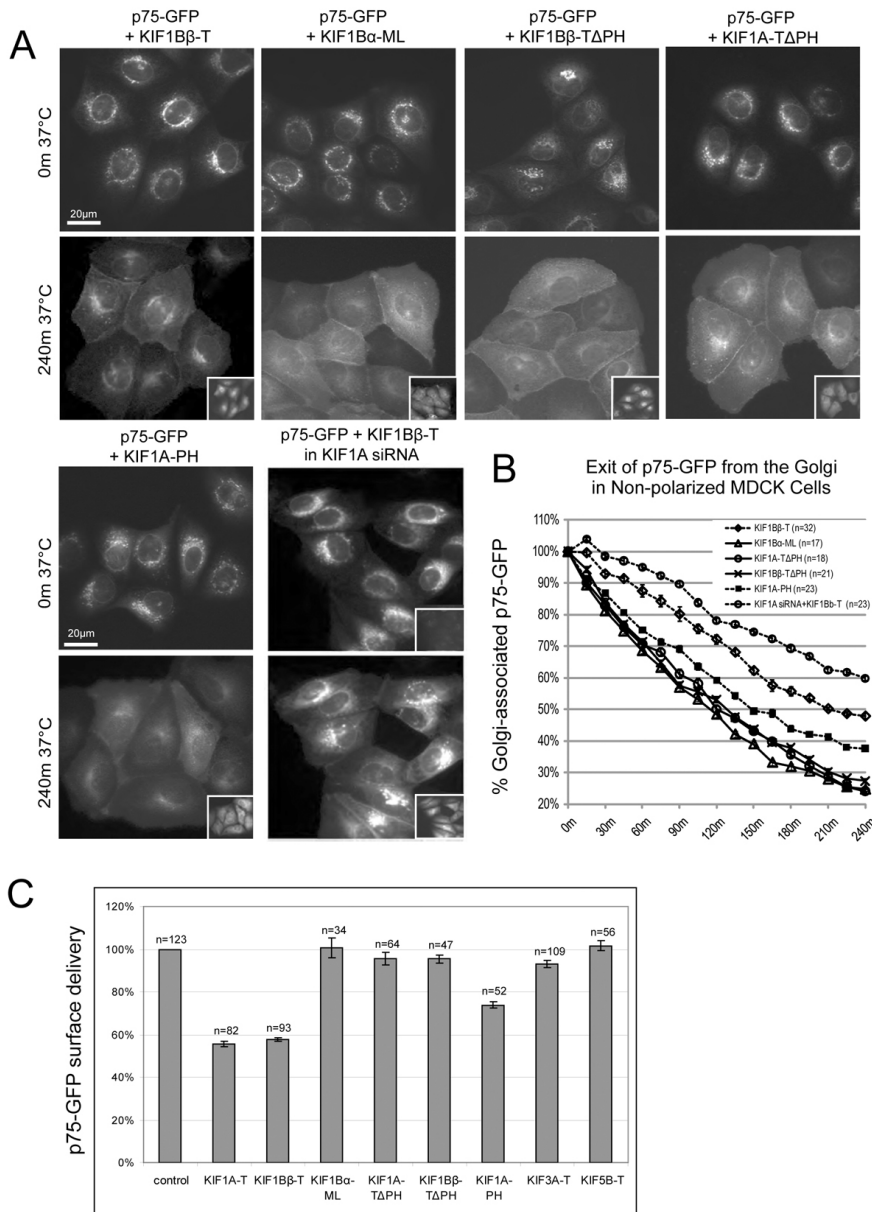 A
p75-GFP
+ KIF1Bβ-T
p75-GFP
+ KIF1Bα-ML
p75-GFP
+ KIF1Bβ-TΔPH
p75-GFP
+ KIF1A-TΔPH
0m 37°C
20μm
240m 37°C
p75-GFP
+ KIF1A-PH
p75-GFP + KIF1Bβ-T
in KIF1A siRNA
0m 37°C
20μm
240m 37°C
B
Exit of p75-GFP from the Golgi
in Non-polarized MDCK Cells
% Golgi-associated p75-GFP
110%
100%
90%
80%
70%
60%
50%
40%
30%
20%
KIF1Bβ-T (n=32)
KIF1Bα-ML (n=17)
KIF1A-TΔPH (n=18)
KIF1Bβ-TΔPH (n=21)
KIF1A-PH (n=23)
KIF1A siRNA+KIF1Bb-T (n=23)
0m 30m 60m 90m 120m 150m 180m 210m 240m
C
p75-GFP surface delivery
120%
100%
80%
60%
40%
20%
0%
n=123 n=82 n=93 n=34 n=64 n=47 n=52 n=109 n=56
control KIF1A-T KIF1Bβ-T KIF1Bα- KIF1A- KIF1Bβ- KIF1A- KIF3A-T KIF5B-T
ML TΔPH TΔPH PH